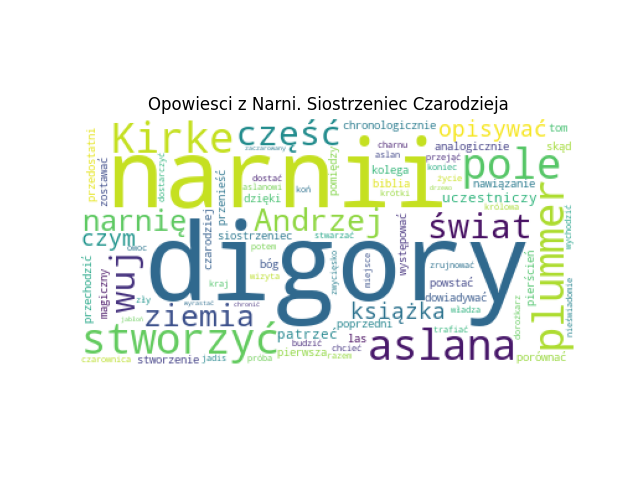 Opowiesci z Narni. Siostrzeniec Czarodzieja
chronologicznie
Kirke część opisywać tom
zaczarowany charnu analogicznie skąd
przedostatni zostawać narnii aslan przejąć pole
dostarczyć pomiędzy kolega koniec
przenieść dostać biblia życie nawiązanie
aslanowi koń krótki drzewo
dzięki uczestniczy
narnię Andrzej królowa
czarodziej digory występować świat plummer wychodzić
czym siostrzeniec stwarzać
omoc potem
przechodzić magiczny wuj bóg wizyta zwycięsko miejsce zrujnować
kraj powstać pierścień nieświadomie
zły wyrastać chronić dowiadywać
ziemia książka władza
jabłoń poprzedni trafiać dorożkarz
stworzyć patrzeć las aslana
budzić chcieć
pierwsza
czarownica stworzenie jadis próba razem porównać